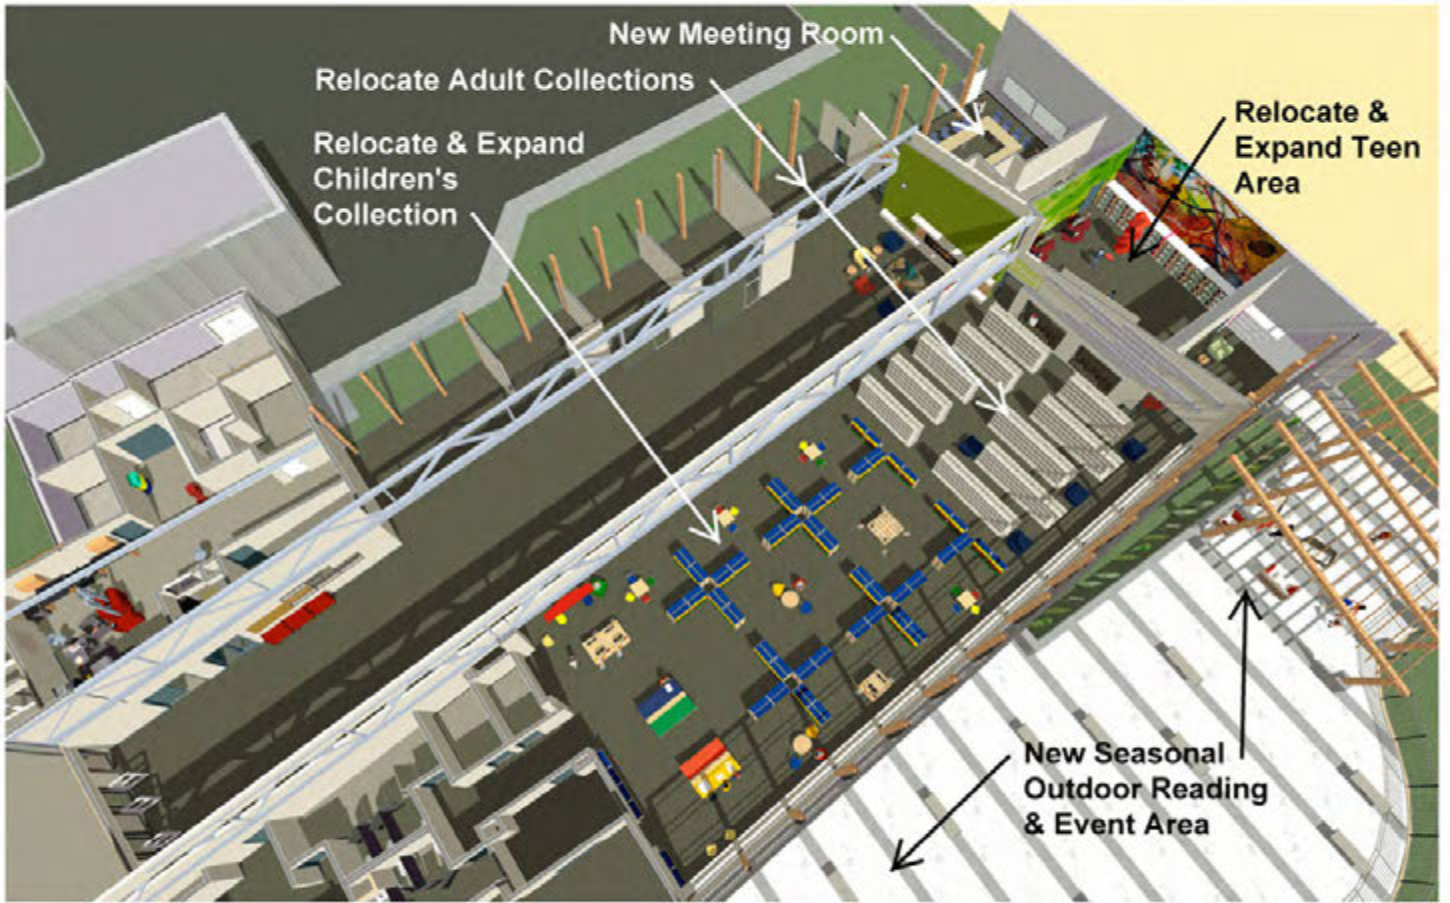 New Meeting Room
Relocate Adult Collections
Relocate & Expand
Children's
Collection
Relocate &
Expand Teen
Area
New Seasonal
Outdoor Reading
& Event Area